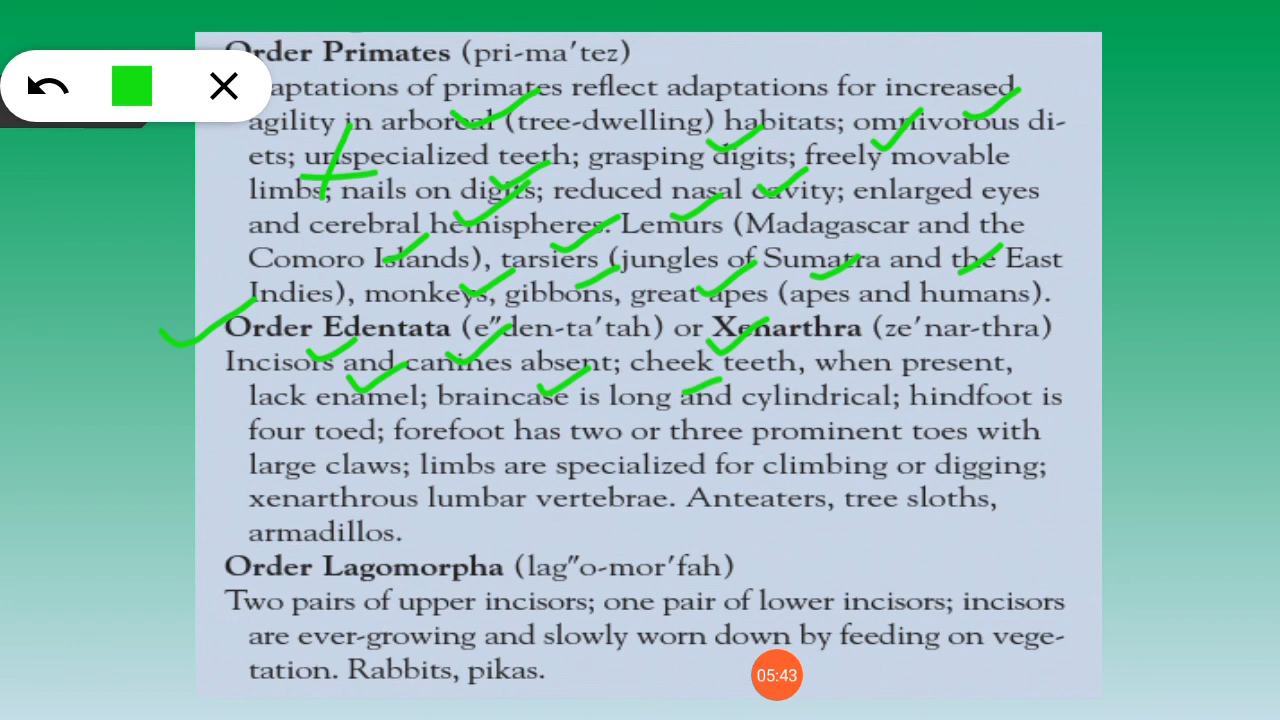 Order Primates (pri-ma′tez)
aptations of primates reflect adaptations for increased
agility in arboreal (tree-dwelling) habitats; omnivorous di-
ets; unspecialized teeth; grasping digits; freely movable
limbs; nails on digits; reduced nasal cavity; enlarged eyes
and cerebral hemispheres. Lemurs (Madagascar and the
Comoro Islands), tarsiers (jungles of Sumatra and the East
Indies), monkeys, gibbons, great apes (apes and humans).
Order Edentata (e″den-ta′tah) or Xenarthra (ze′nar-thra)
Incisors and canines absent; cheek teeth, when present,
lack enamel; braincase is long and cylindrical; hindfoot is
four toed; forefoot has two or three prominent toes with
large claws; limbs are specialized for climbing or digging;
xenarthrous lumbar vertebrae. Anteaters, tree sloths,
armadillos.
Order Lagomorpha (lag″o-mor′fah)
Two pairs of upper incisors; one pair of lower incisors; incisors
are ever-growing and slowly worn down by feeding on vege-
tation. Rabbits, pikas.
05:43